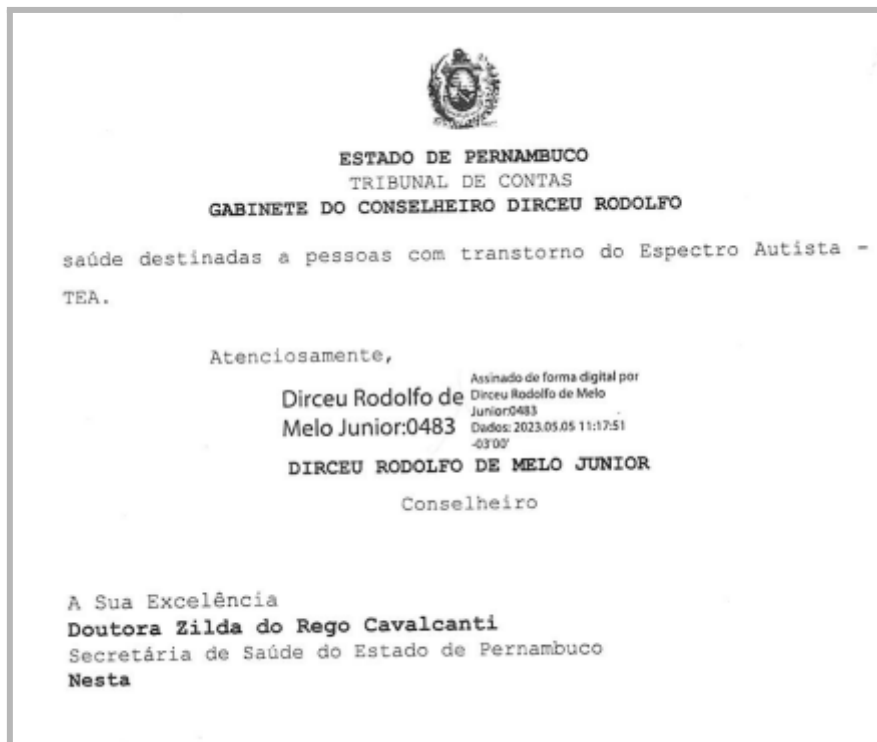 ESTADO DE PERNAMBUCO
TRIBUNAL DE CONTAS
GABINETE DO CONSELHEIRO DIRCEU RODOLFO
saúde destinadas a pessoas com transtorno do Espectro Autista -
TEA.
Atenciosamente,
Dirceu Rodolfo de
Melo Junior:0483
Assinado de forma digital por
Dirceu Rodolfo de Melo
Junior:0483
Dados: 2023.05.05 11:17:51
-03'00'
DIRCEU RODOLFO DE MELO JUNIOR
Conselheiro
A Sua Excelência
Doutora Zilda do Rego Cavalcanti
Secretária de Saúde do Estado de Pernambuco
Nesta